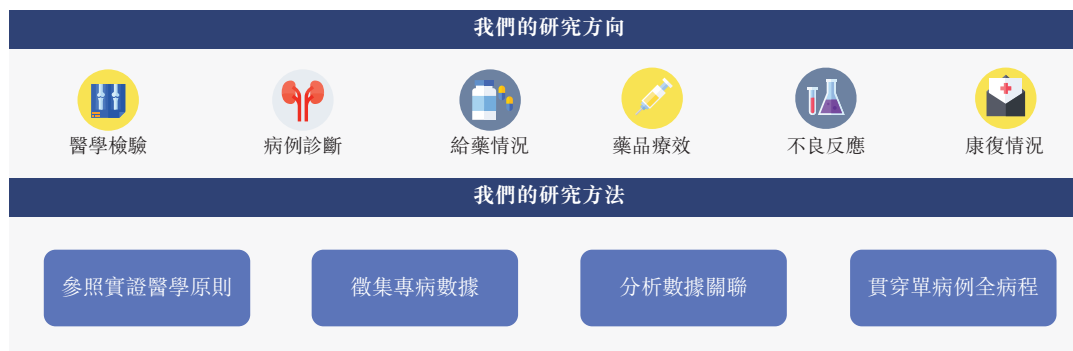 我們的研究方向
醫學檢驗 病例診斷 給藥情況 藥品療效 不良反應 康復情況
我們的研究方法
參照實證醫學原則 徵集專病數據 分析數據關聯 貫穿單病例全病程